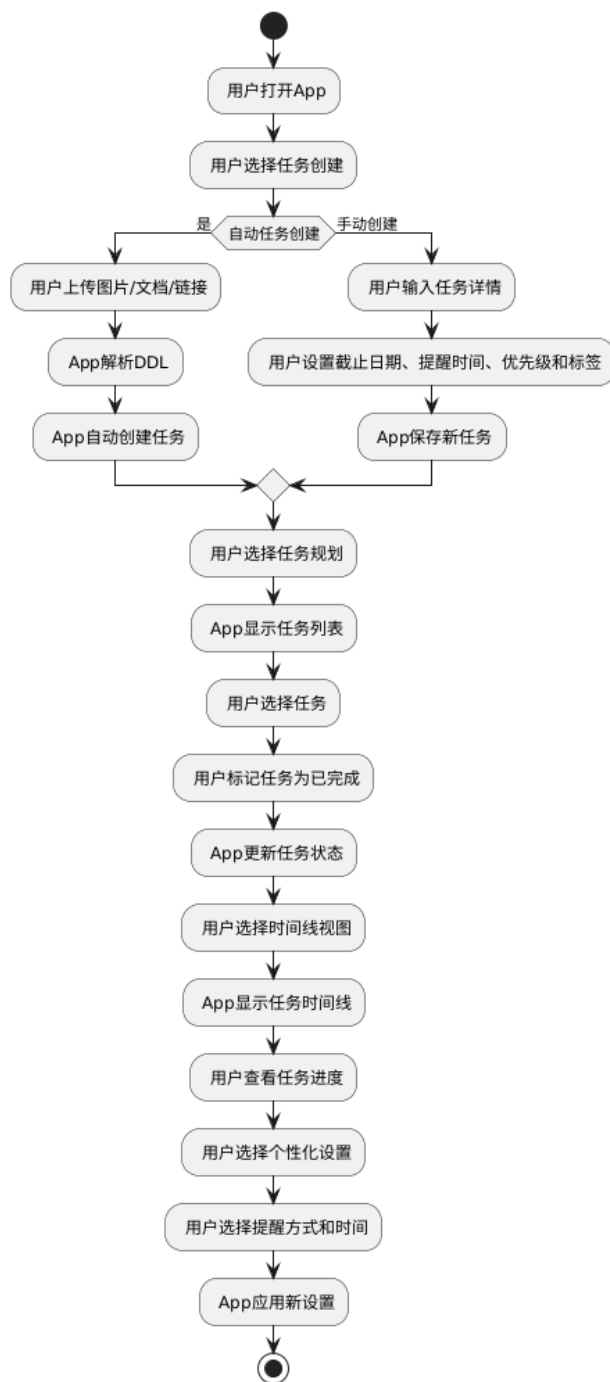 用户打开App
用户选择任务创建
是
自动任务创建
手动创建
用户上传图片/文档/链接
用户输入任务详情
App解析DDL
用户设置截止日期、提醒时间、优先级和标签
App自动创建任务
App保存新任务
用户选择任务规划
App显示任务列表
用户选择任务
用户标记任务为已完成
App更新任务状态
用户选择时间线视图
App显示任务时间线
用户查看任务进度
用户选择个性化设置
用户选择提醒方式和时间
App应用新设置